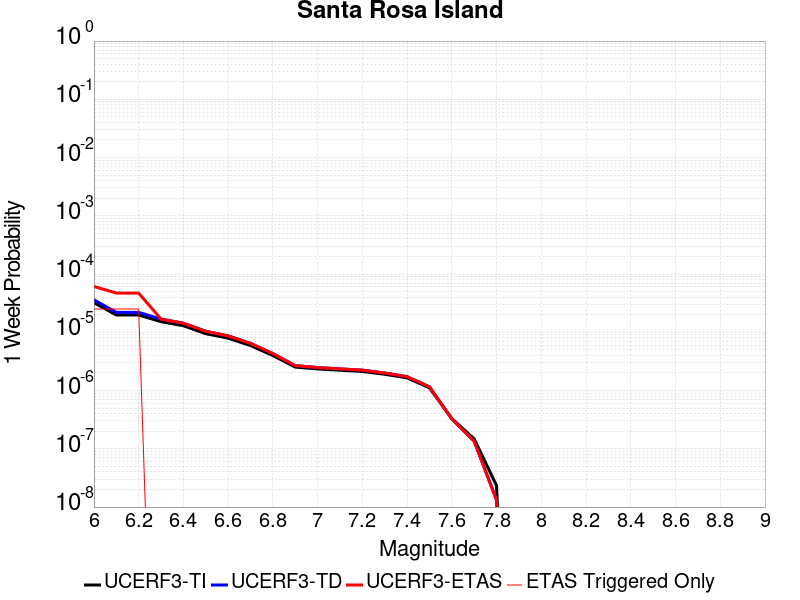 Santa Rosa Island
10^0
10^-1
10^-2
10^-3
10^-4
10^-5
10^-6
10^-7
10^-8
1 Week Probability
6 6.2 6.4 6.6 6.8 7 7.2 7.4 7.6 7.8 8 8.2 8.4 8.6 8.8 9
Magnitude
UCERF3-TI UCERF3-TD UCERF3-ETAS ETAS Triggered Only